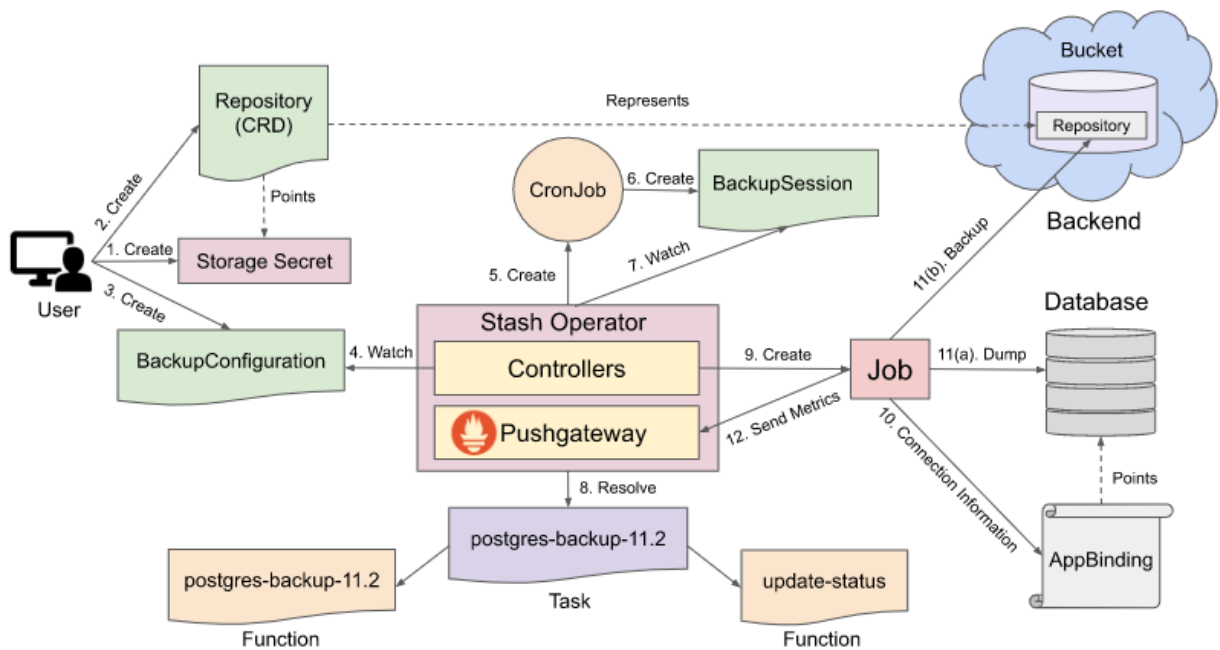 Bucket
Repository
(CRD)
Represents
Repository
6. Create
BackupSession
CronJob
2. Create
Points
Backend
1. Create
Storage Secret
7. Watch
11(b). Backup
5. Create
User
3. Create
Database
Stash Operator
BackupConfiguration
4. Watch
Controllers
9. Create
Job
11(a). Dump
Pushgateway
12. Send Metrics
10. Connection Information
8. Resolve
Points
postgres-backup-11.2
AppBinding
postgres-backup-11.2
update-status
Task
Function
Function